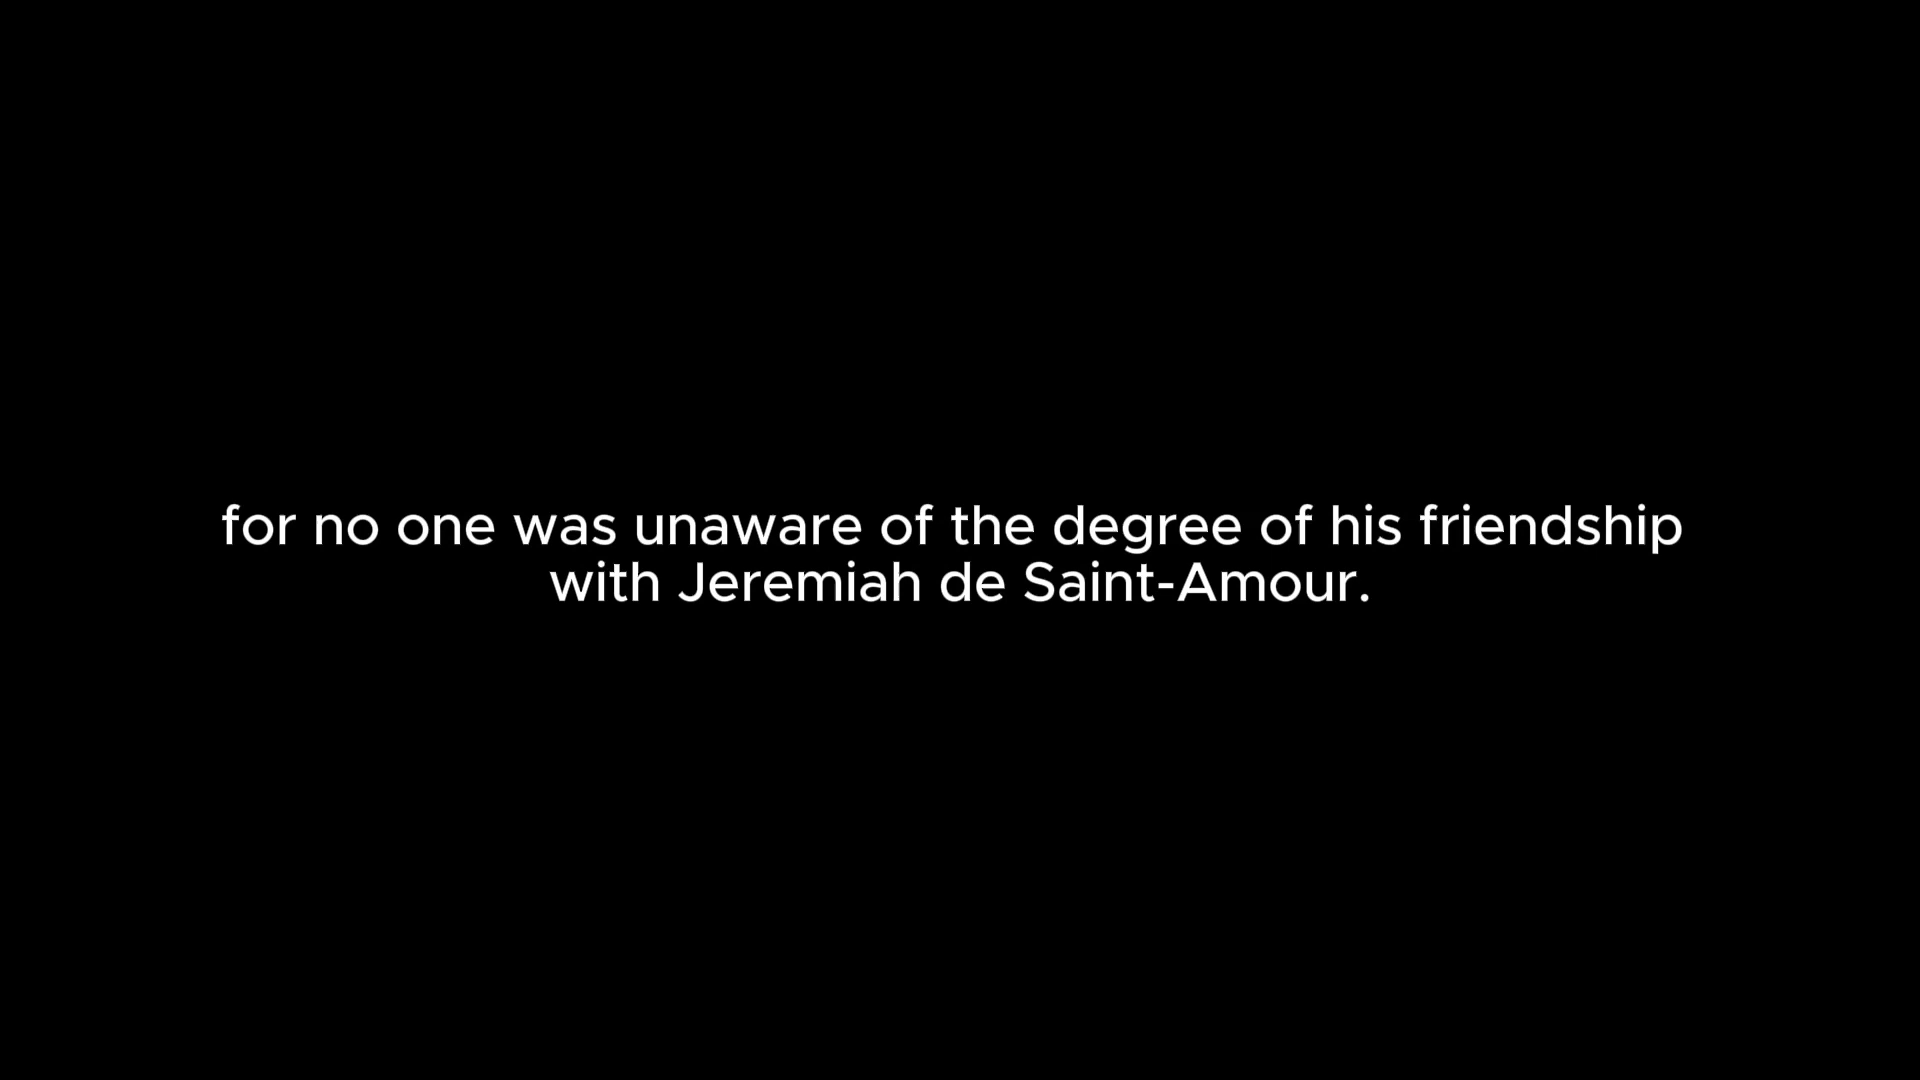 for no one was unaware of the degree of his friendship
with Jeremiah de Saint-Amour.